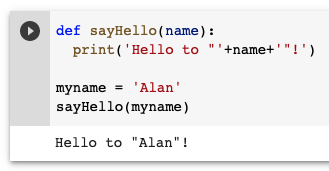 def sayHello(name):
  print('Hello to "'+name+'"!')

myname = 'Alan'
sayHello(myname)

Hello to "Alan"!